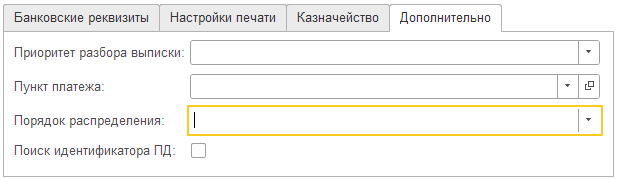 Банковские реквизиты Настройки печати Казначейство Дополнительно
Приоритет разбора выписки:
Пункт платежа:
Порядок распределения:
Поиск идентификатора ПД: